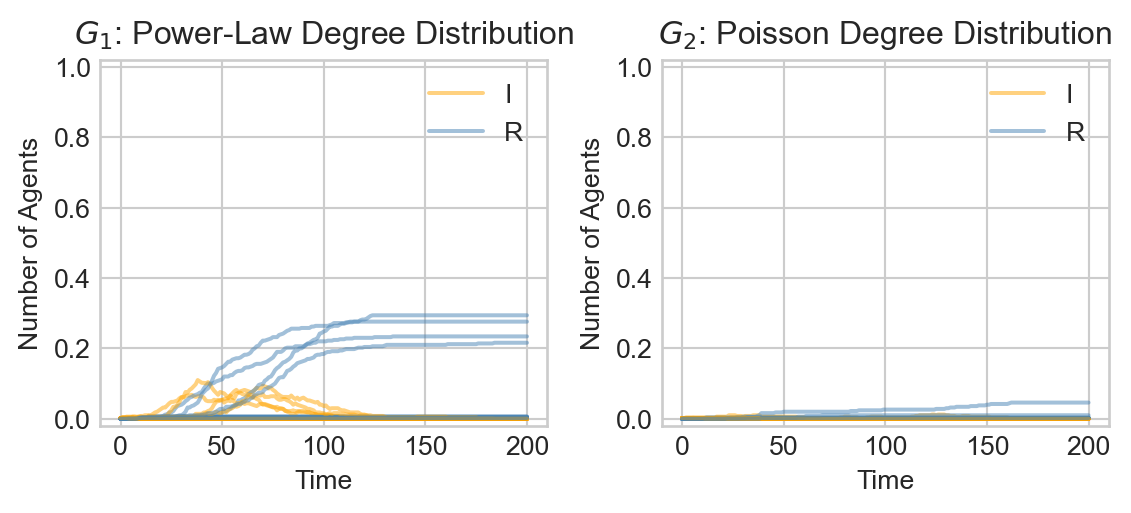 G₁: Power-Law Degree Distribution
1.0
0.8
0.6
0.4
0.2
0.0
Number of Agents
I
R
0
50
100
150
200
Time
G₂: Poisson Degree Distribution
1.0
0.8
0.6
0.4
0.2
0.0
Number of Agents
I
R
0
50
100
150
200
Time